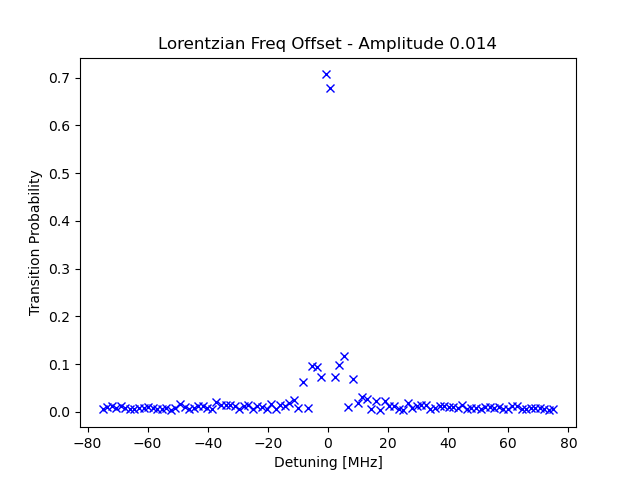 Lorentzian Freq Offset - Amplitude 0.014
Transition Probability
0.7
0.6
0.5
0.4
0.3
0.2
0.1
0.0
−80 −60 −40 −20 0 20 40 60 80
Detuning [MHz]